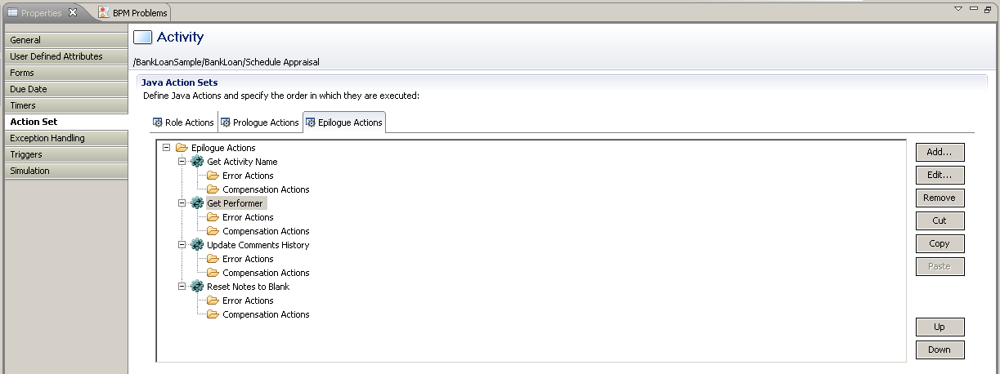 Properties
BPM Problems
General
User Defined Attributes
Forms
Due Date
Timers
Action Set
Exception Handling
Triggers
Simulation
Activity
/BankLoanSample/BankLoan/Schedule Appraisal
Java Action Sets
Define Java Actions and specify the order in which they are executed:
Role Actions
Prologue Actions
Epilogue Actions
Epilogue Actions
Get Activity Name
Error Actions
Compensation Actions
Get Performer
Error Actions
Compensation Actions
Update Comments History
Error Actions
Compensation Actions
Reset Notes to Blank
Error Actions
Compensation Actions
Add...
Edit...
Remove
Cut
Copy
Paste
Up
Down